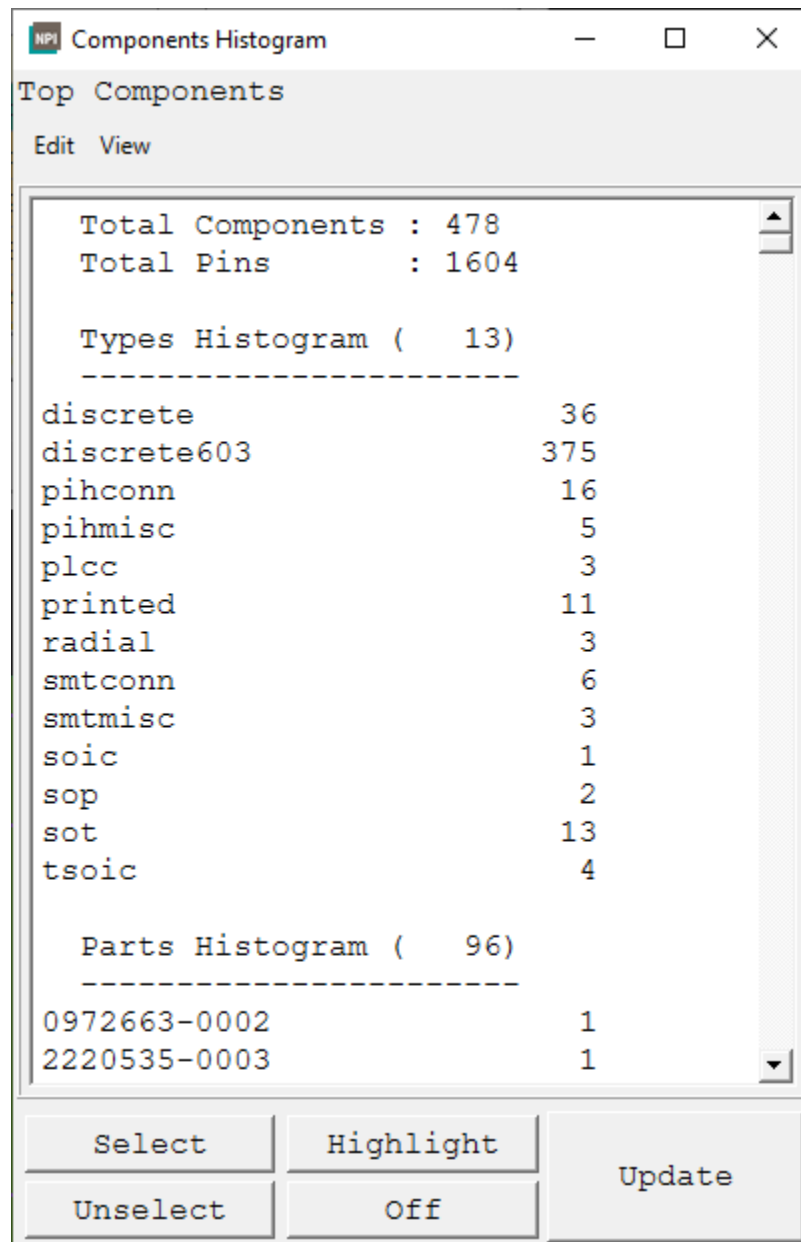 NPI Components Histogram
Top Components
Edit View
Total Components : 478
Total Pins : 1604
Types Histogram ( 13)
-----------------------
discrete 36
discrete603 375
pihconn 16
pihmisc 5
plcc 3
printed 11
radial 3
smtconn 6
smtmisc 3
soic 1
sop 2
sot 13
tsoic 4
Parts Histogram ( 96)
-----------------------
0972663-0002 1
2220535-0003 1
Select Highlight
Update
Unselect Off